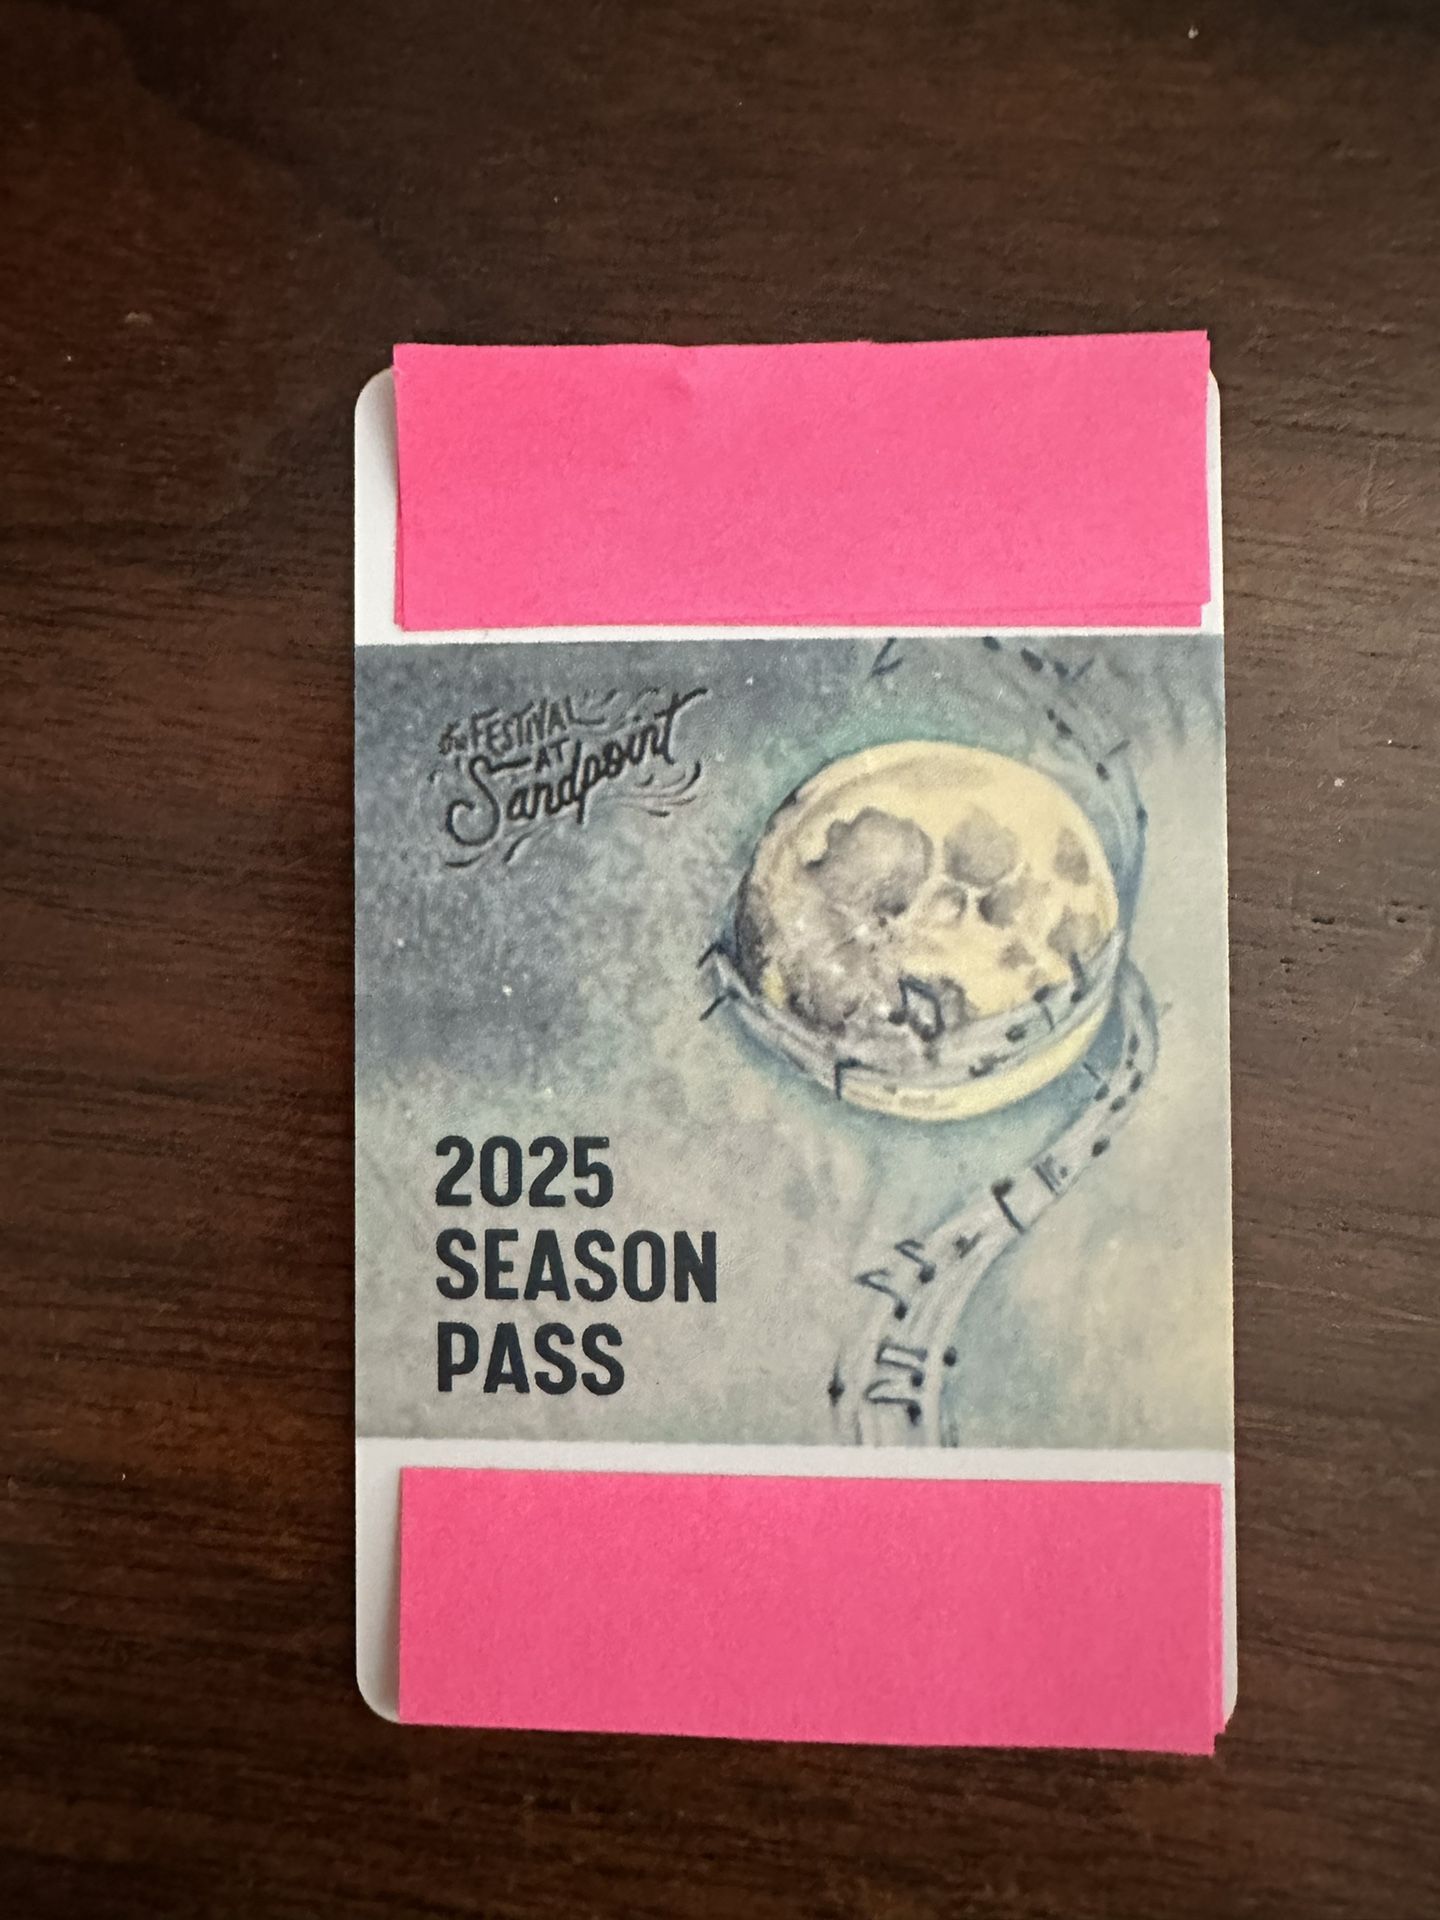 the FESTIVAL
AT
Sandpoint
2025
SEASON
PASS